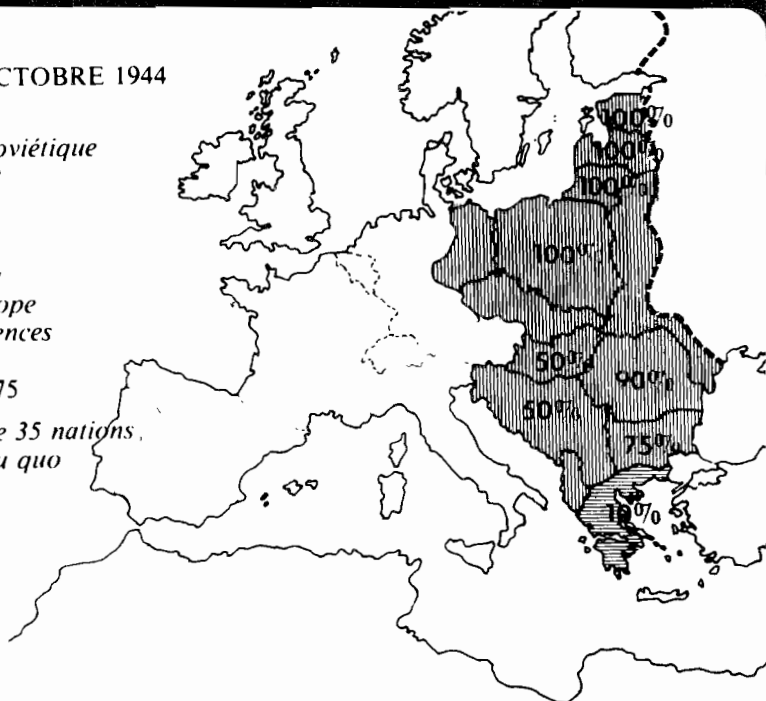 CTOBRE 1944
oviétique
ope
ences
75
e 35 nations,
u quo
100%
100%
100%
100%
50%
90%
50%
75%
10%